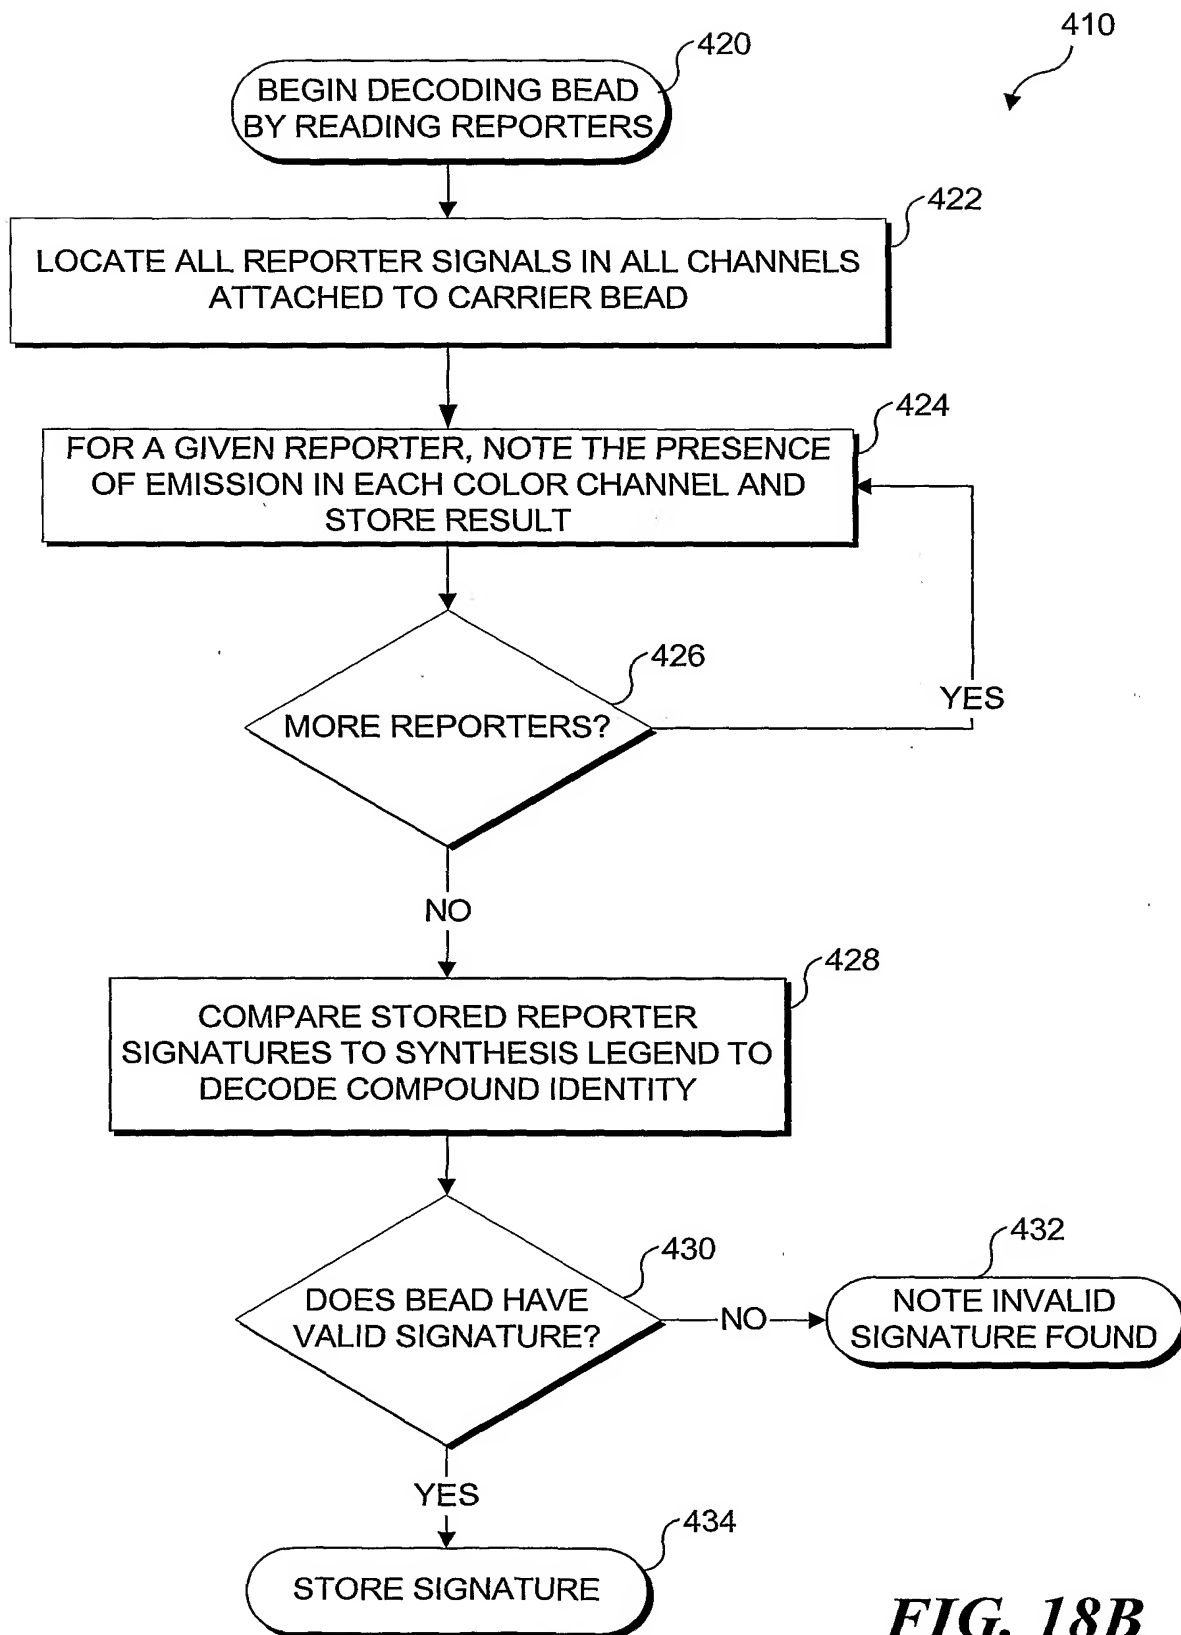 410
420
BEGIN DECODING BEAD
BY READING REPORTERS
422
LOCATE ALL REPORTER SIGNALS IN ALL CHANNELS
ATTACHED TO CARRIER BEAD
424
FOR A GIVEN REPORTER, NOTE THE PRESENCE
OF EMISSION IN EACH COLOR CHANNEL AND
STORE RESULT
426
MORE REPORTERS?
YES
NO
428
COMPARE STORED REPORTER
SIGNATURES TO SYNTHESIS LEGEND TO
DECODE COMPOUND IDENTITY
430
DOES BEAD HAVE
VALID SIGNATURE?
NO
432
NOTE INVALID
SIGNATURE FOUND
YES
434
STORE SIGNATURE
FIG. 18B